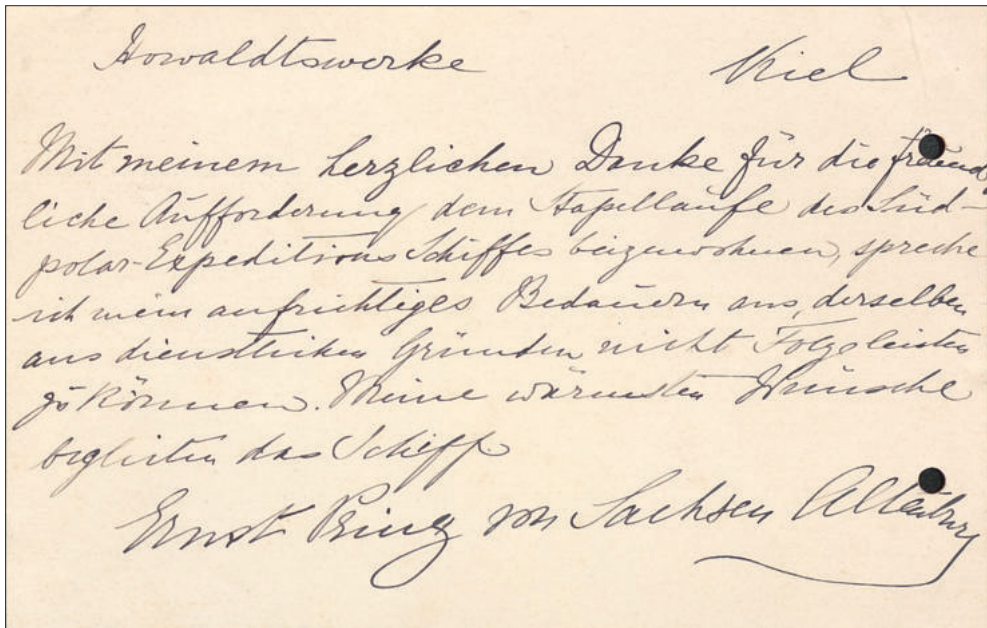 Howaldtswerke Kiel
Mit meinem herzlichen Danke für die freund-
liche Aufforderung dem Stapellaufe des Süd-
polar-Expeditions Schiffes beizuwohnen, spreche
ich mein aufrichtiges Bedauern aus, derselben
aus dienstlichen Gründen nicht Folge leisten
zu können. Meine wärmsten Wünsche
begleiten das Schiff.
Ernst Prinz von Sachsen Altenburg